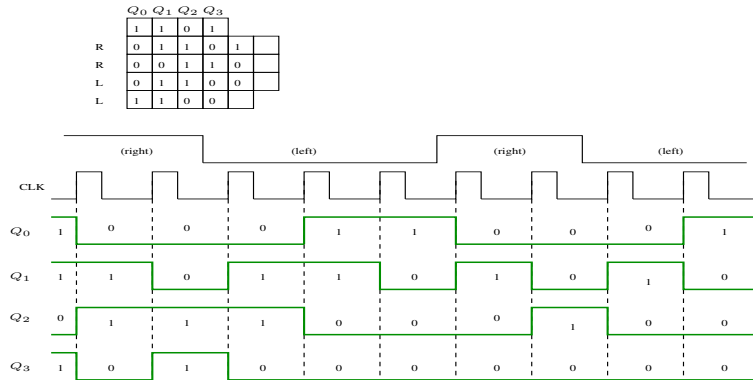 Q0 Q1 Q2 Q3
1 1 0 1
R 0 1 1 0 1
R 0 0 1 1 0
L 0 1 1 0 0
L 1 1 0 0
(right) (left) (right) (left)
CLK
Q0 1 0 0 0 1 1 0 0 0 1
Q1 1 1 0 1 1 0 1 0 1 0
Q2 0 1 1 1 0 0 0 1 0 0
Q3 1 0 1 0 0 0 0 0 0 0